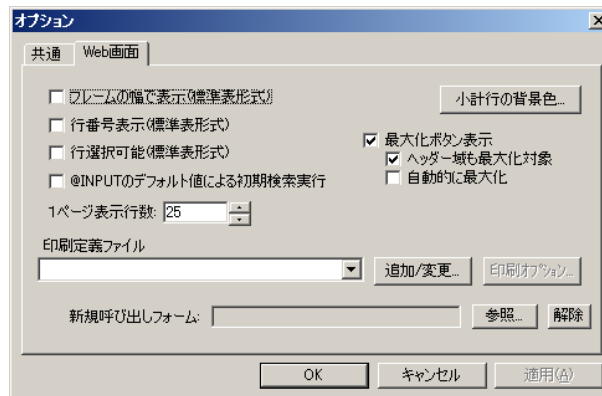 オプション
共通 Web画面
フレームの幅で表示(標準表形式)
小計行の背景色...
行番号表示(標準表形式)
最大化ボタン表示
行選択可能(標準表形式)
ヘッダー域も最大化対象
@INPUTのデフォルト値による初期検索実行
自動的に最大化
1ページ表示行数: 25
印刷定義ファイル
追加/変更... 印刷オプション...
新規呼び出しフォーム: 参照... 解除
OK キャンセル 適用(A)